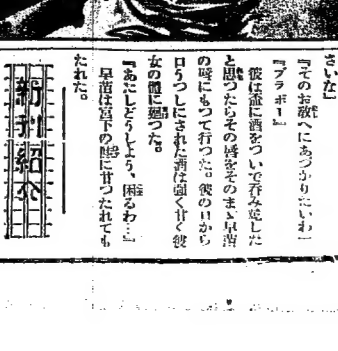 さいな』
『そのお敎へにあづかりたいわ―
『ブラボー』
彼は盃に酒をついで呑み乾した
と思つたらその唇をそのまゝ早苗
の唇にもつて行つた。彼の口から
口うつしにされた酒は强く甘く彼
女の體に廻つた。
『あたしどうしよう、困るわ…』
早苗は宮下の に甘つたれても
たれた。
新刊紹介